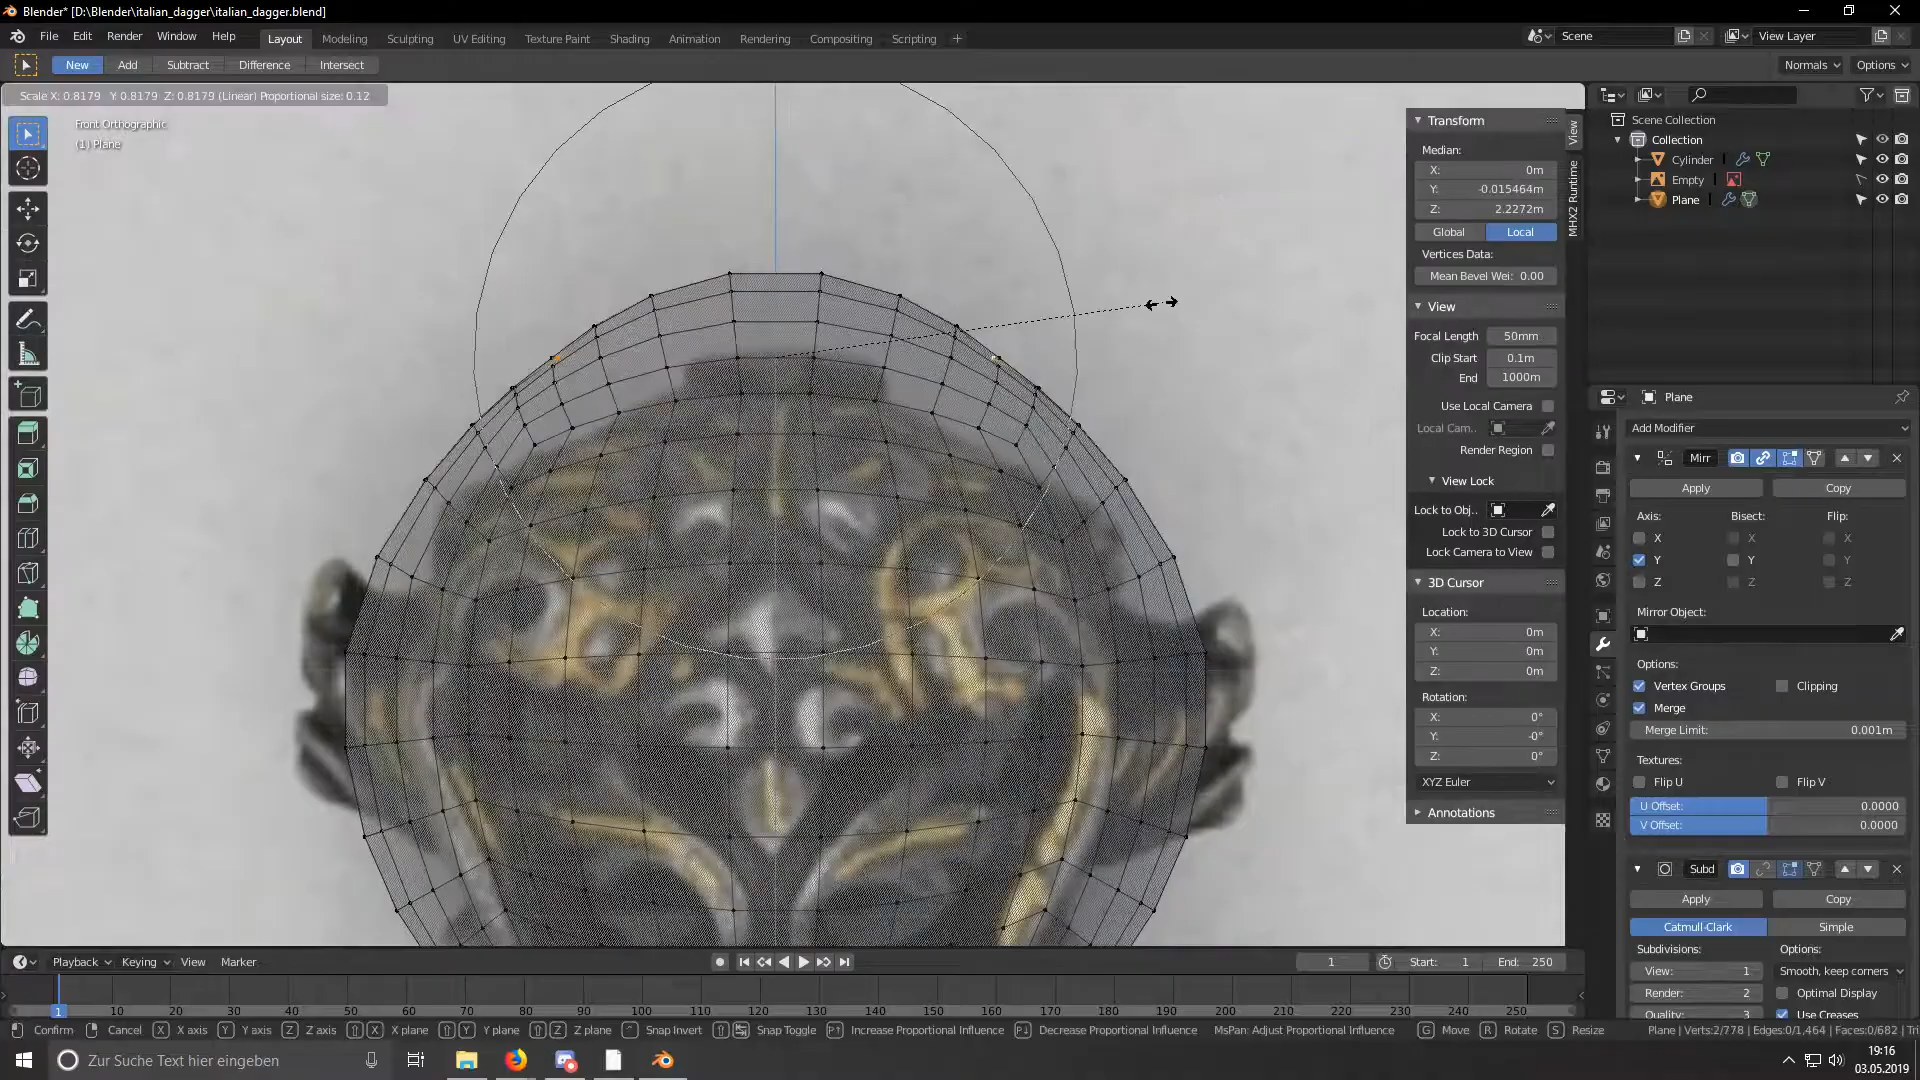 Blender* [D:\Blender\italian_dagger\italian_dagger.blend]
File Edit Render Window Help Layout Modeling Sculpting UV Editing Texture Paint Shading Animation Rendering Compositing Scripting + Scene View Layer
New Add Subtract Difference Intersect Normals Options
Scale X: 0.8179 Y: 0.8179 Z: 0.8179 (Linear) Proportional size: 0.12
Front Orthographic
(1) Plane
Transform
Median:
X: 0m
Y: -0.015464m
Z: 2.2272m
Global Local
Vertices Data:
Mean Bevel Wei: 0.00
View
Focal Length 50mm
Clip Start 0.1m
End 1000m
Use Local Camera
Local Cam..
Render Region
View Lock
Lock to Obj..
Lock to 3D Cursor
Lock Camera to View
3D Cursor
Location:
X: 0m
Y: 0m
Z: 0m
Rotation:
X: 0°
Y: -0°
Z: 0°
XYZ Euler
Annotations
View
MHX2 Runtime
Scene Collection
Collection
Cylinder
Empty
Plane
Plane
Add Modifier
Mirr
Apply Copy
Axis: Bisect: Flip:
X X X
Y Y Y
Z Z Z
Mirror Object:
Options:
Vertex Groups Clipping
Merge
Merge Limit: 0.001m
Textures:
Flip U Flip V
U Offset: 0.0000
V Offset: 0.0000
Subd
Apply Copy
Catmull-Clark Simple
Subdivisions: Options:
View: 1 Smooth, keep corners
Render: 2 Optimal Display
Quality: 3 Use Creases
Playback Keying View Marker 1 Start: 1 End: 250
1 10 20 30 40 50 60 70 80 90 100 110 120 130 140 150 160 170 180 190 200 210 220 230 240 250
Confirm Cancel X X axis Y Y axis Z Z axis X X plane Y Y plane Z Z plane Snap Invert Snap Toggle Increase Proportional Influence Decrease Proportional Influence MsPan: Adjust Proportional Influence G Move R Rotate S Resize Plane | Verts:2/778 | Edges:0/1,464 | Faces:0/682 | Tri
Zur Suche Text hier eingeben
19:16
03.05.2019